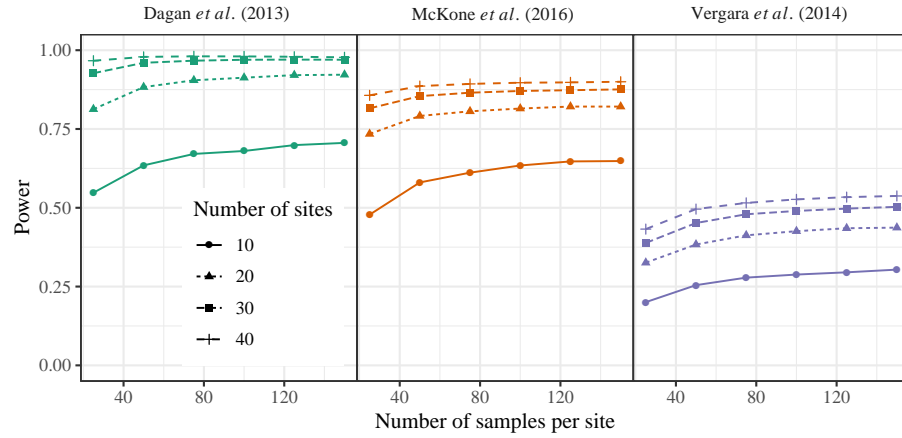 Dagan et al. (2013) McKone et al. (2016) Vergara et al. (2014)
1.00
0.75
0.50
0.25
0.00
Power
Number of sites
10
20
30
40
40 80 120 40 80 120 40 80 120
Number of samples per site